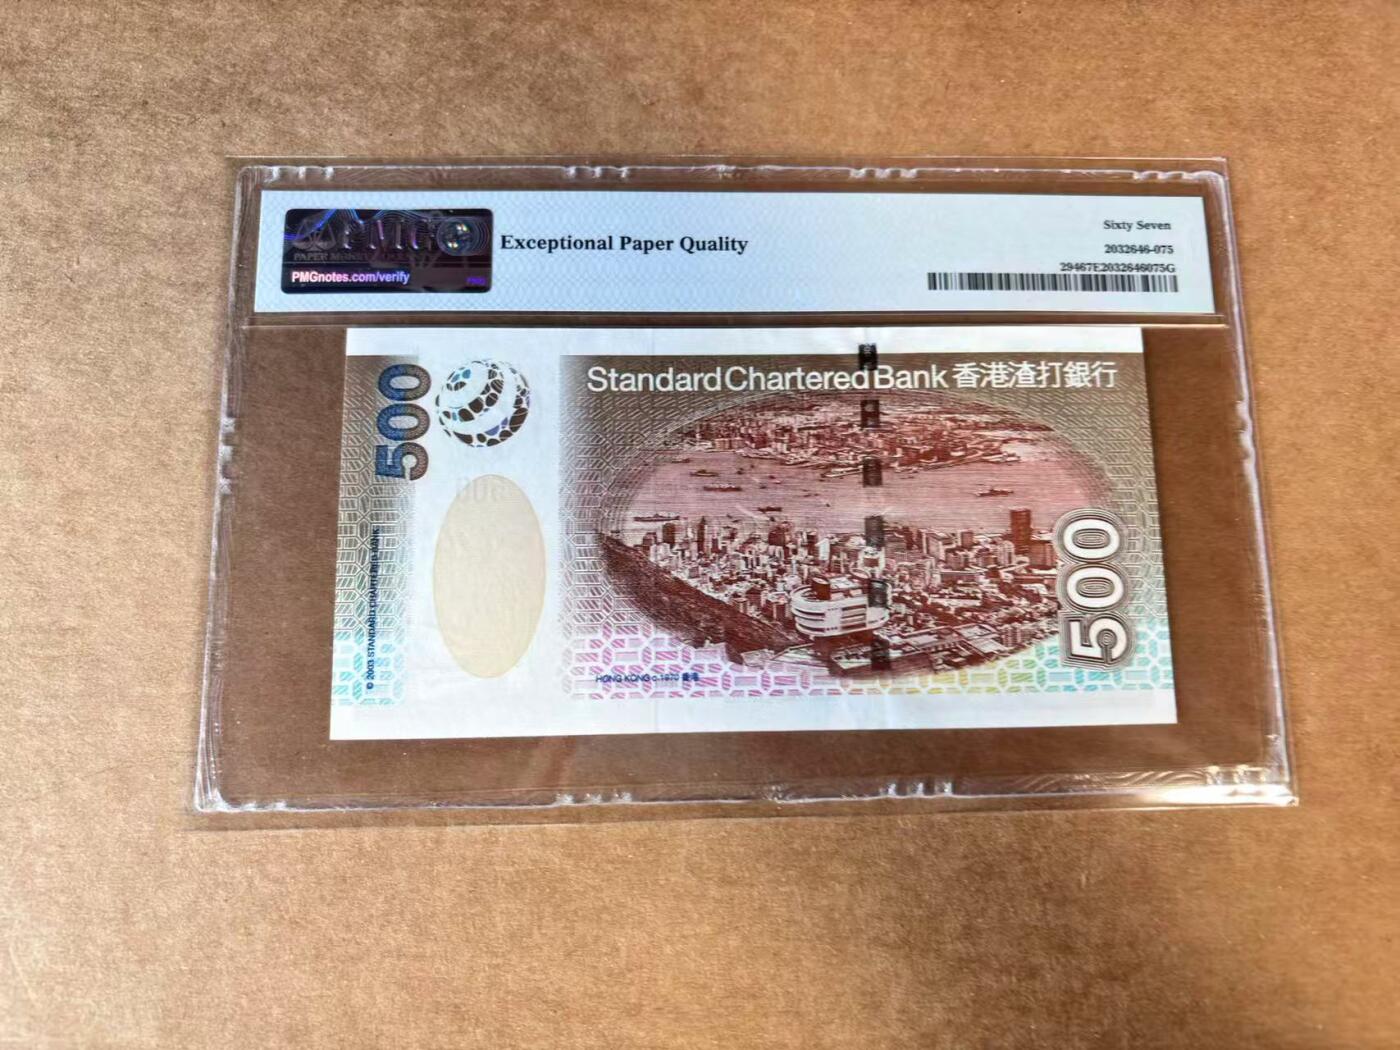 PMG
PAPER MONEY
PMGnotes.com/verify
Exceptional Paper Quality
Sixty Seven
2032646-075
29467E2032646075G
500
Standard Chartered Bank 香港渣打銀行
© 2003 STANDARD CHARTERED BANK
HONG KONG c.1970 香港
500